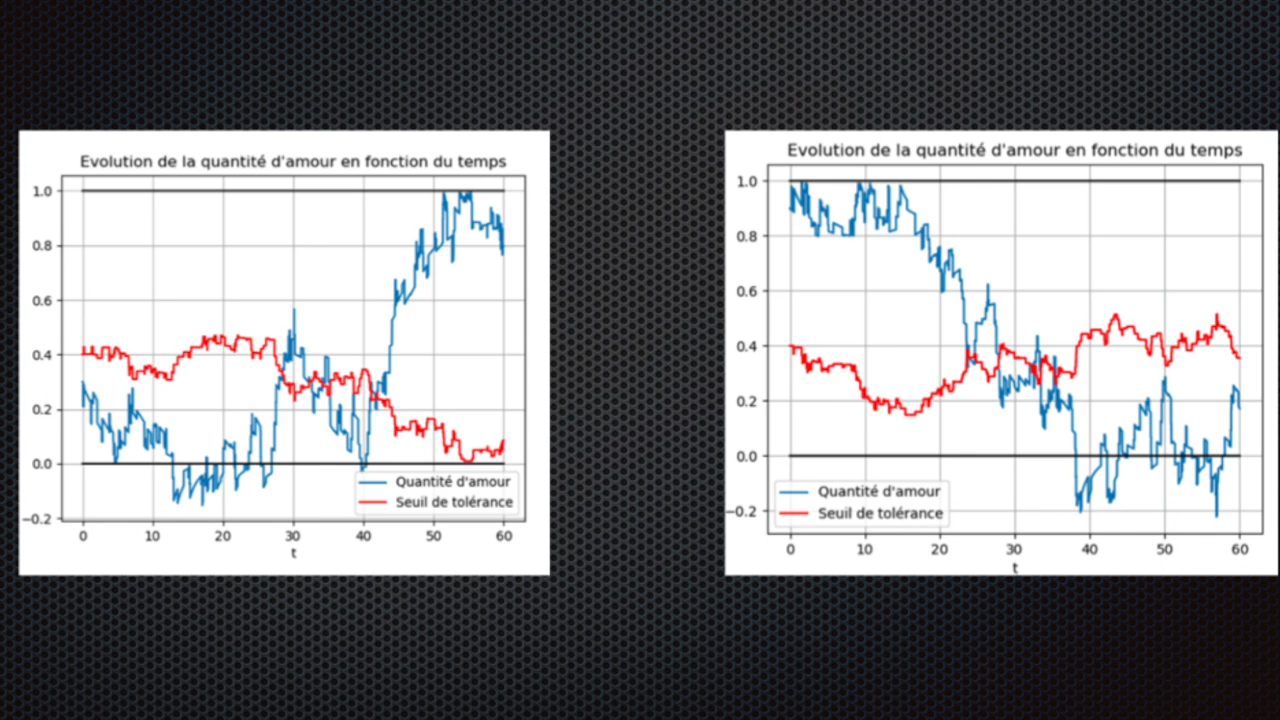 Evolution de la quantité d'amour en fonction du temps
1.0
0.8
0.6
0.4
0.2
0.0
−0.2
0 10 20 30 40 50 60
t
Quantité d'amour
Seuil de tolérance
Evolution de la quantité d'amour en fonction du temps
1.0
0.8
0.6
0.4
0.2
0.0
−0.2
0 10 20 30 40 50 60
t
Quantité d'amour
Seuil de tolérance